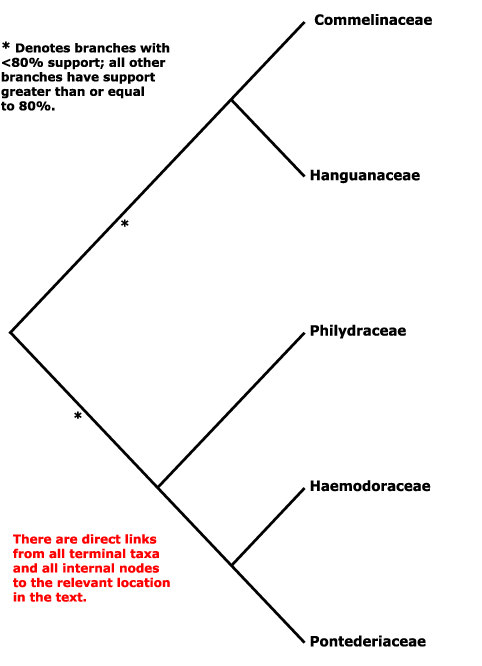 Commelinaceae
* Denotes branches with
<80% support; all other
branches have support
greater than or equal
to 80%.
Hanguanaceae
*
Philydraceae
*
Haemodoraceae
There are direct links
from all terminal taxa
and all internal nodes
to the relevant location
in the text.
Pontederiaceae